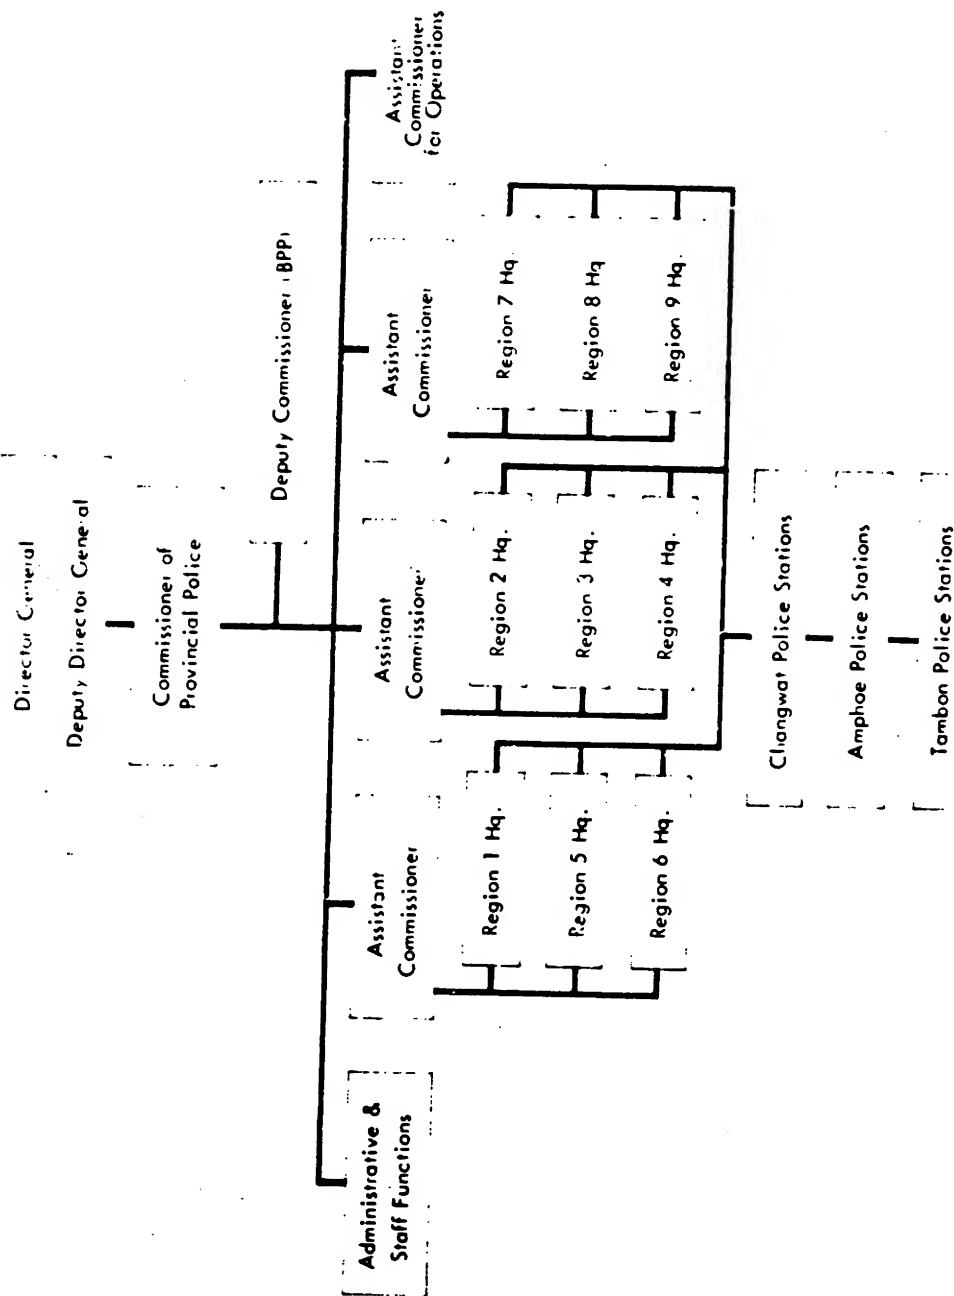 Director General
Deputy Director General
Commissioner of
Provincial Police
Deputy Commissioner (BPP)
Administrative &
Staff Functions
Assistant
Commissioner
Assistant
Commissioner
Assistant
Commissioner
Assistant
Commissioner
for Operations
Region 1 Hq.
Region 5 Hq.
Region 6 Hq.
Region 2 Hq.
Region 3 Hq.
Region 4 Hq.
Region 7 Hq.
Region 8 Hq
Region 9 Hq.
Changwat Police Stations
Amphoe Police Stations
Tambon Police Stations